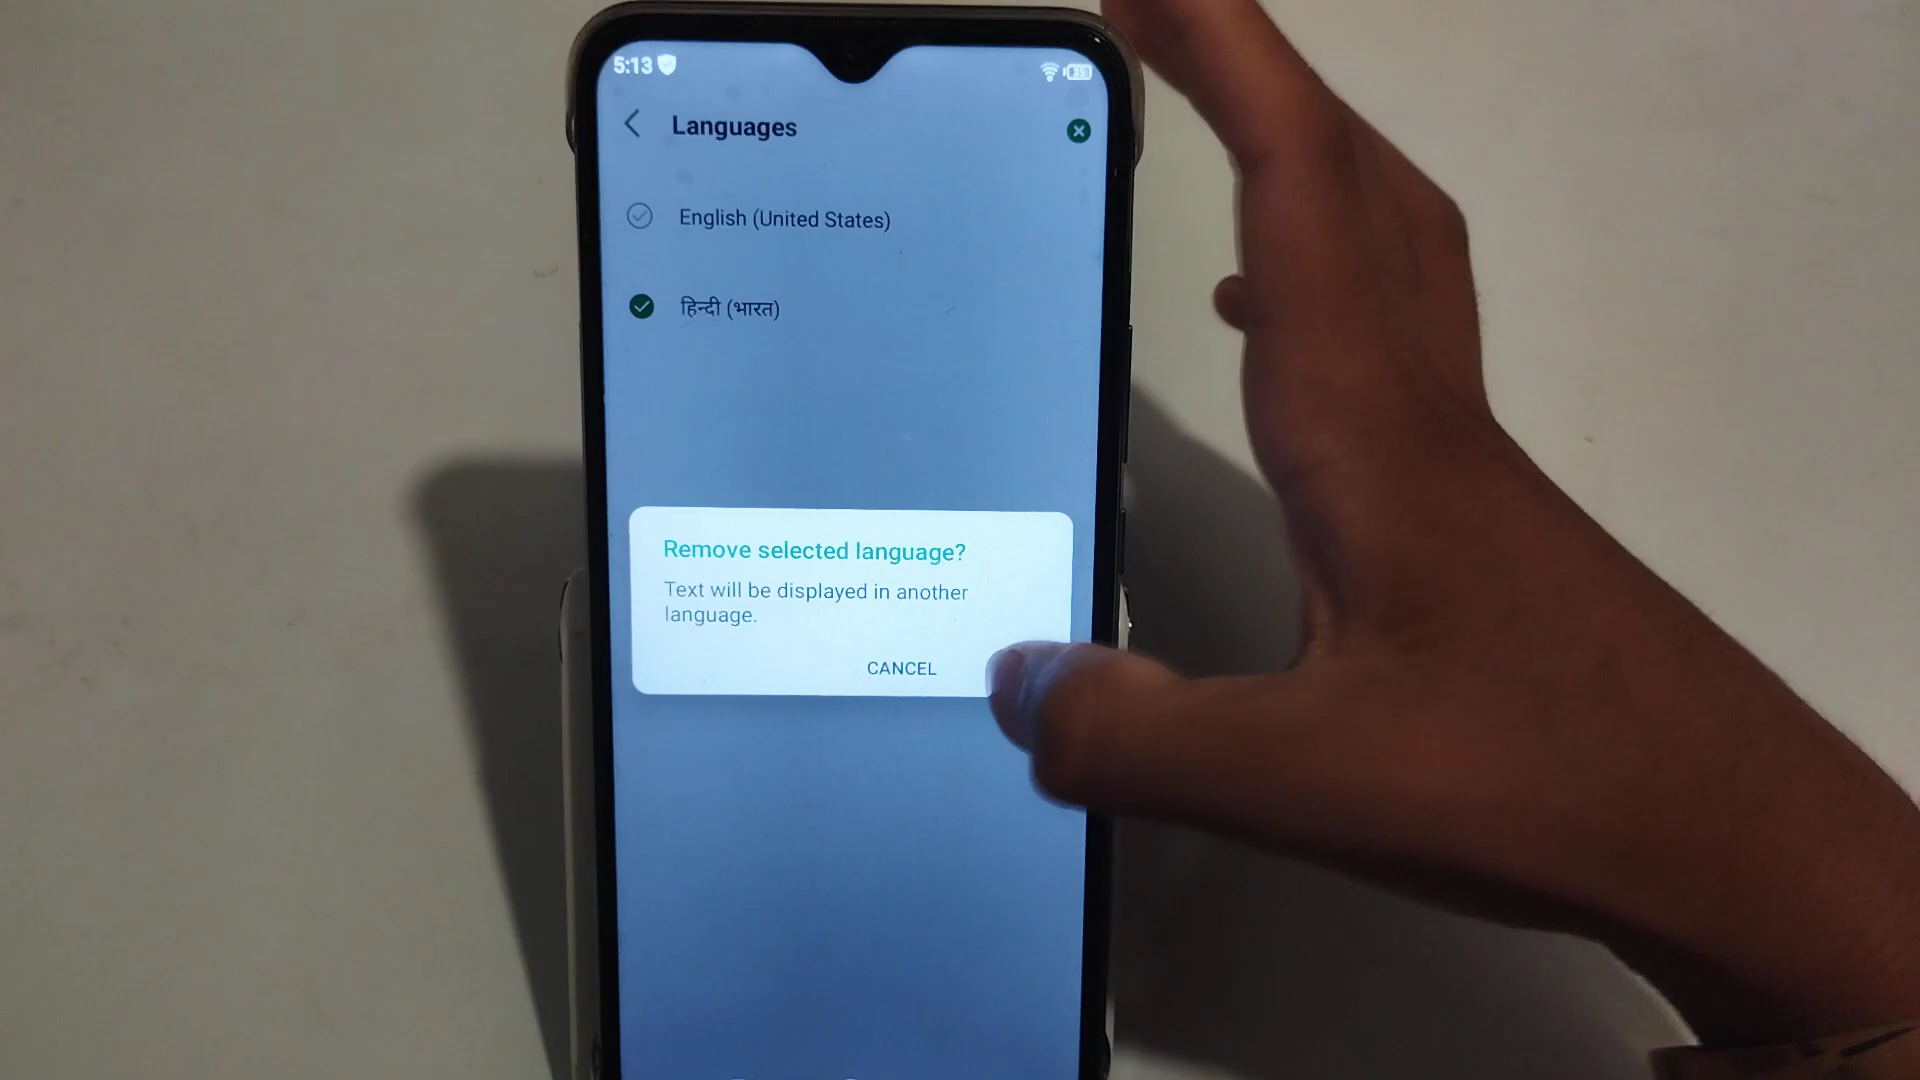 5:13
Languages
English (United States)
हिन्दी (भारत)
Remove selected language?
Text will be displayed in another
language.
CANCEL